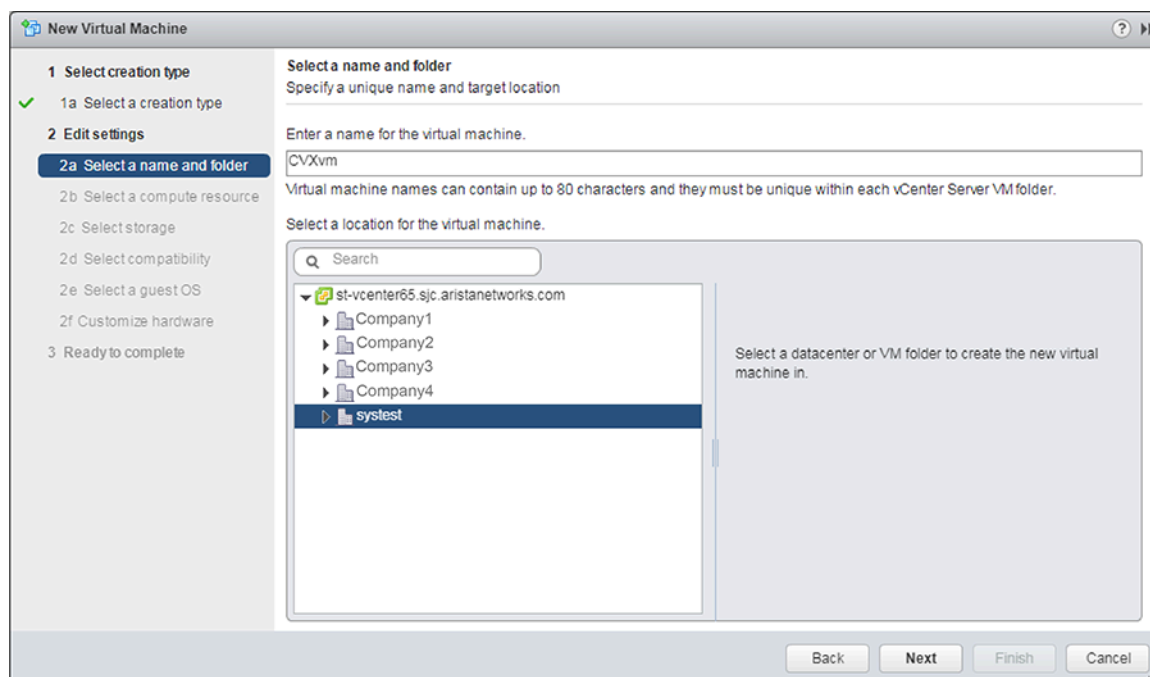 New Virtual Machine
?
1 Select creation type
1a Select a creation type
2 Edit settings
2a Select a name and folder
2b Select a compute resource
2c Select storage
2d Select compatibility
2e Select a guest OS
2f Customize hardware
3 Ready to complete
Select a name and folder
Specify a unique name and target location
Enter a name for the virtual machine.
CVXvm
Virtual machine names can contain up to 80 characters and they must be unique within each vCenter Server VM folder.
Select a location for the virtual machine.
Search
st-vcenter65.sjc.aristanetworks.com
Company1
Company2
Company3
Company4
systest
Select a datacenter or VM folder to create the new virtual
machine in.
Back Next Finish Cancel